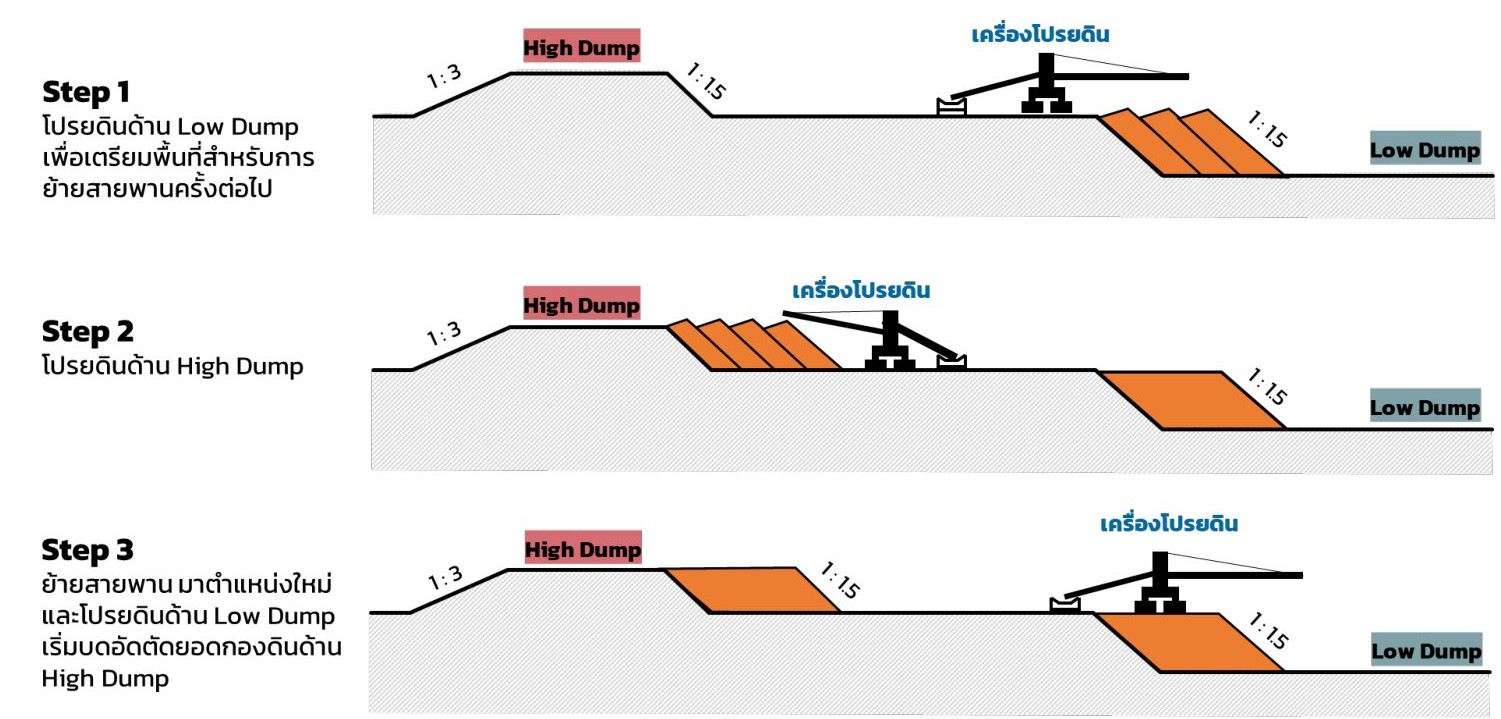 High Dump
เครื่องโปรยดิน
1 : 3
1 : 1.5
Step 1
โปรยดินด้าน Low Dump
เพื่อเตรียมพื้นที่สำหรับการ
ย้ายสายพานครั้งต่อไป
1 : 1.5
Low Dump
High Dump
เครื่องโปรยดิน
1 : 3
Step 2
โปรยดินด้าน High Dump
1 : 1.5
Low Dump
High Dump
เครื่องโปรยดิน
1 : 3
1 : 1.5
Step 3
ย้ายสายพาน มาตำแหน่งใหม่
และโปรยดินด้าน Low Dump
เริ่มบดอัดตัดยอดกองดินด้าน
High Dump
1 : 1.5
Low Dump